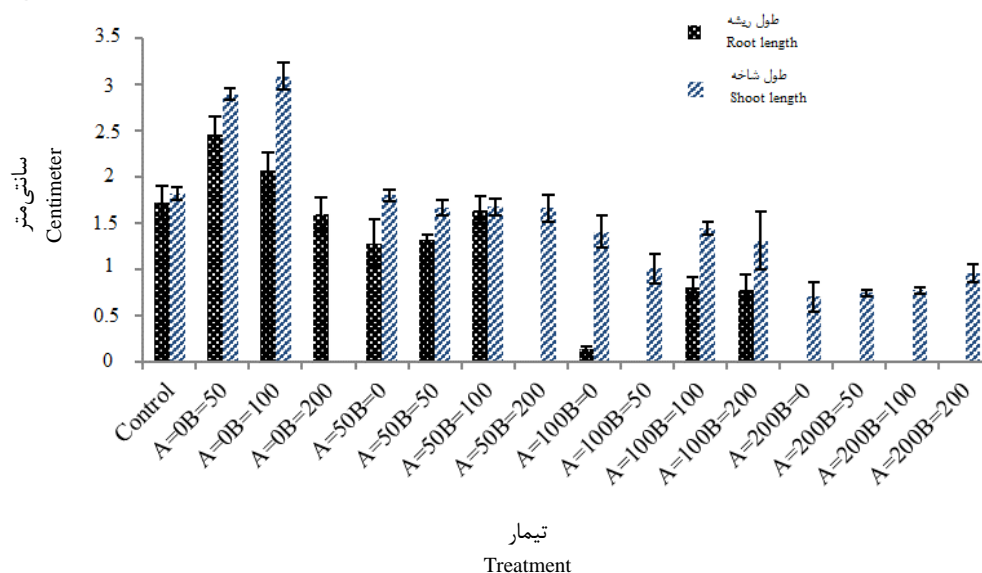 طول ریشه
Root length
طول شاخه
Shoot length
3.5
3
2.5
2
1.5
1
0.5
0
سانتی متر
Centimeter
Control
A=0B=50
A=0B=100
A=0B=200
A=50B=0
A=50B=50
A=50B=100
A=50B=200
A=100B=0
A=100B=50
A=100B=100
A=100B=200
A=200B=0
A=200B=50
A=200B=100
A=200B=200
تیمار
Treatment